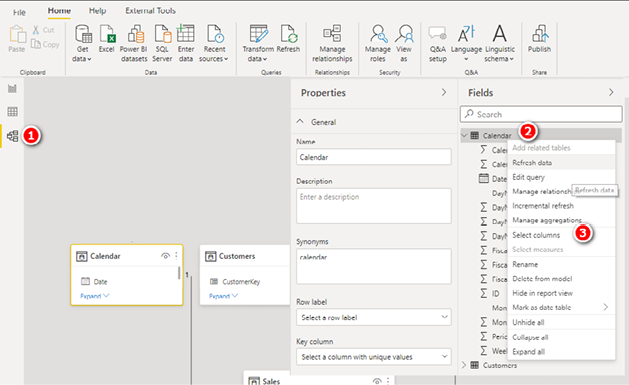 File Home Help External Tools
Paste
Cut
Copy
Get data
Excel
Power BI datasets
SQL Server
Enter data
Recent sources
Transform data
Refresh
Manage relationships
Manage roles
View as
Q&A setup
Language
Linguistic schema
Publish
Clipboard
Data
Queries
Relationships
Security
Q&A
Share
1
Calendar
Date
Expand
1
Customers
CustomerKey
Expand
Sales
Properties
General
Name
Calendar
Description
Enter a description
Synonyms
calendar
Row label
Select a row label
Key column
Select a column with unique values
Fields
Search
Calendar
2
Cale
Cale
Date
DayN
DayN
DayN
DayN
Fisca
Fisca
Fisca
ID
Mon
Mon
Perio
Week
Customers
Add related tables
Refresh data
Edit query
Manage relations
Refresh data
Incremental refresh
Manage aggregations
Select columns
3
Select measures
Rename
Delete from model
Hide in report view
Mark as date table
Unhide all
Collapse all
Expand all